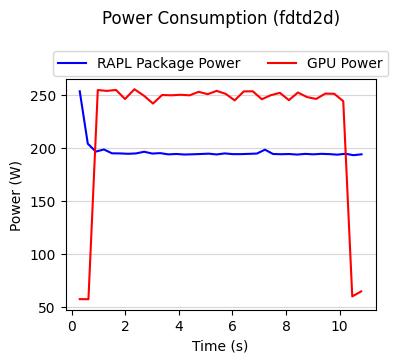 Power Consumption (fdtd2d)
RAPL Package Power
GPU Power
250
200
150
100
50
Power (W)
0
2
4
6
8
10
Time (s)